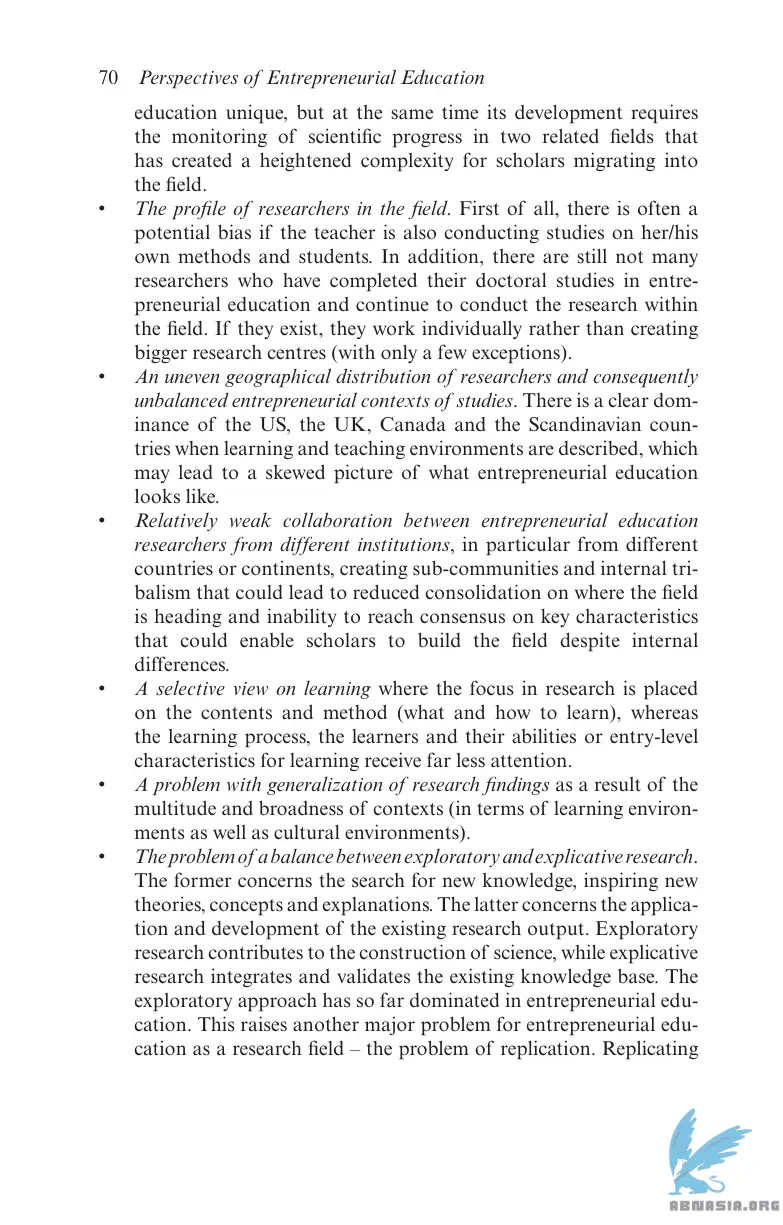 70 Perspectives of Entrepreneurial Education
education unique, but at the same time its development requires
the monitoring of scientific progress in two related fields that
has created a heightened complexity for scholars migrating into
the field.
• The profile of researchers in the field. First of all, there is often a
potential bias if the teacher is also conducting studies on her/his
own methods and students. In addition, there are still not many
researchers who have completed their doctoral studies in entre-
preneurial education and continue to conduct the research within
the field. If they exist, they work individually rather than creating
bigger research centres (with only a few exceptions).
• An uneven geographical distribution of researchers and consequently
unbalanced entrepreneurial contexts of studies. There is a clear dom-
inance of the US, the UK, Canada and the Scandinavian coun-
tries when learning and teaching environments are described, which
may lead to a skewed picture of what entrepreneurial education
looks like.
• Relatively weak collaboration between entrepreneurial education
researchers from different institutions, in particular from different
countries or continents, creating sub-communities and internal tri-
balism that could lead to reduced consolidation on where the field
is heading and inability to reach consensus on key characteristics
that could enable scholars to build the field despite internal
differences.
• A selective view on learning where the focus in research is placed
on the contents and method (what and how to learn), whereas
the learning process, the learners and their abilities or entry-level
characteristics for learning receive far less attention.
• A problem with generalization of research findings as a result of the
multitude and broadness of contexts (in terms of learning environ-
ments as well as cultural environments).
• The problem of a balance between exploratory and explicative research.
The former concerns the search for new knowledge, inspiring new
theories, concepts and explanations. The latter concerns the applica-
tion and development of the existing research output. Exploratory
research contributes to the construction of science, while explicative
research integrates and validates the existing knowledge base. The
exploratory approach has so far dominated in entrepreneurial edu-
cation. This raises another major problem for entrepreneurial edu-
cation as a research field – the problem of replication. Replicating
ABNASIA.ORG